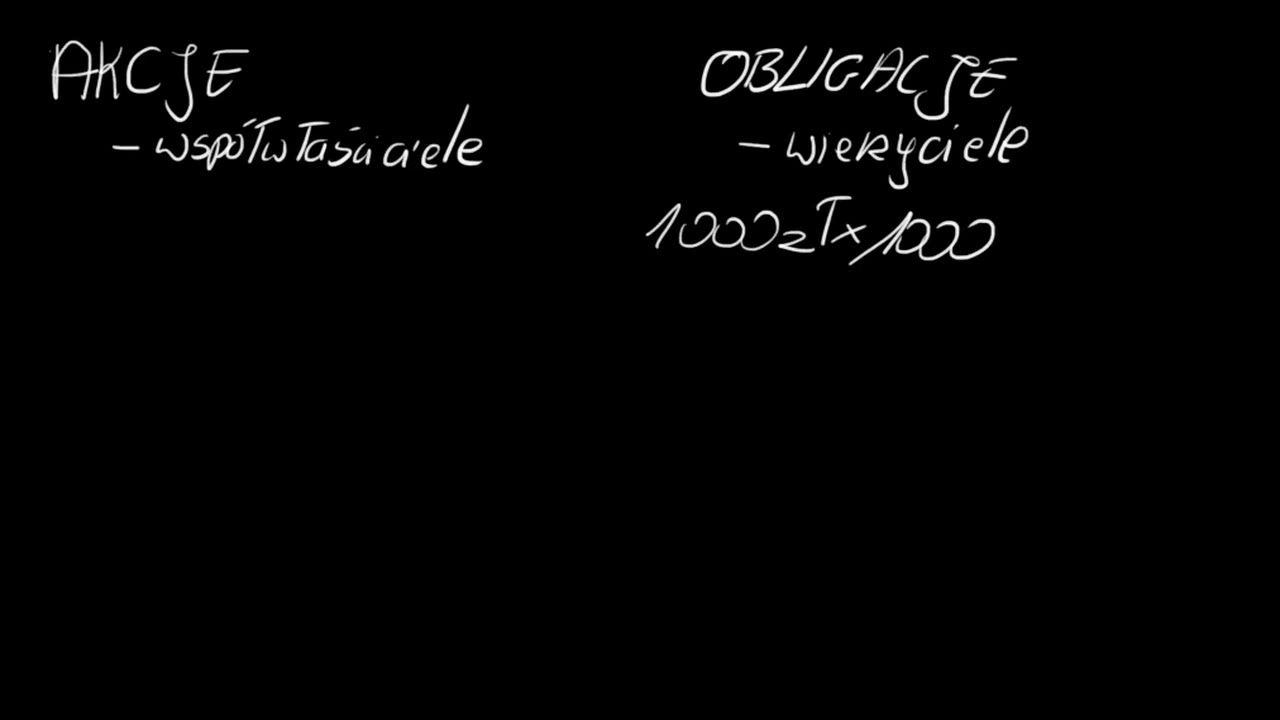 AKCJE
- współwłaściciele
OBLIGACJE
- wierzyciele
1000zł x 1000